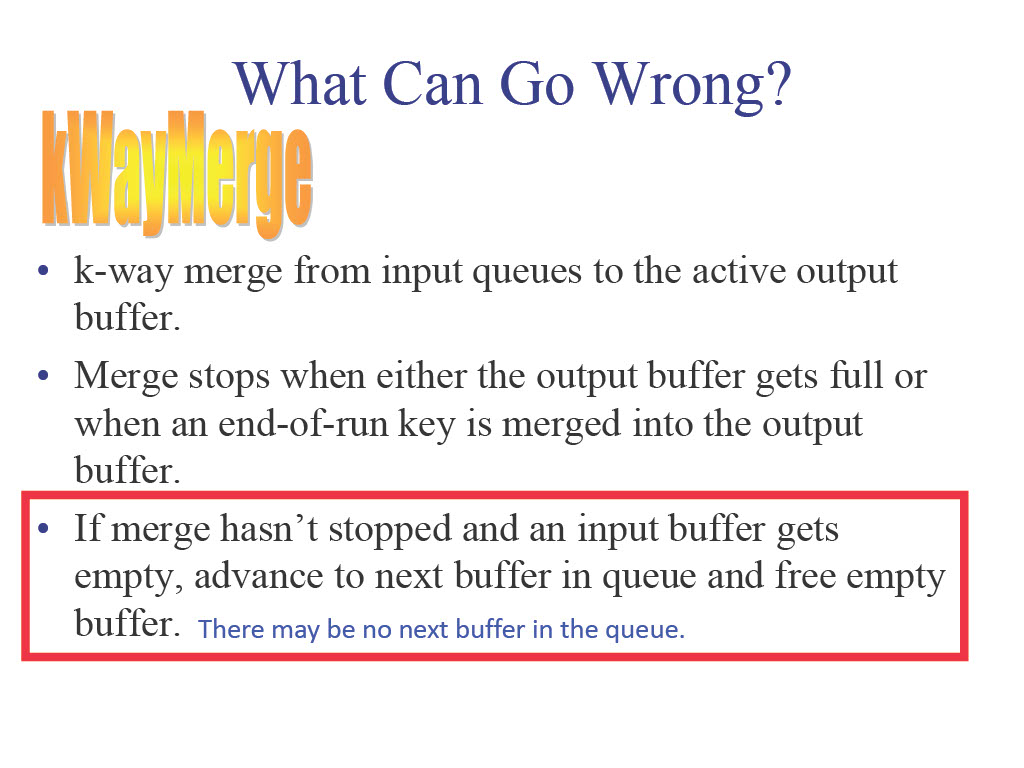 What Can Go Wrong?
kWayMerge
• k-way merge from input queues to the active output
buffer.
• Merge stops when either the output buffer gets full or
when an end-of-run key is merged into the output
buffer.
• If merge hasn’t stopped and an input buffer gets
empty, advance to next buffer in queue and free empty
buffer. There may be no next buffer in the queue.